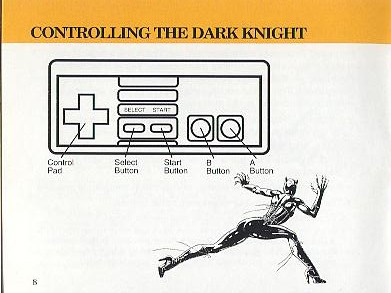 CONTROLLING THE DARK KNIGHT
SELECT START
Control Pad
Select Button
Start Button
B Button
A Button
8